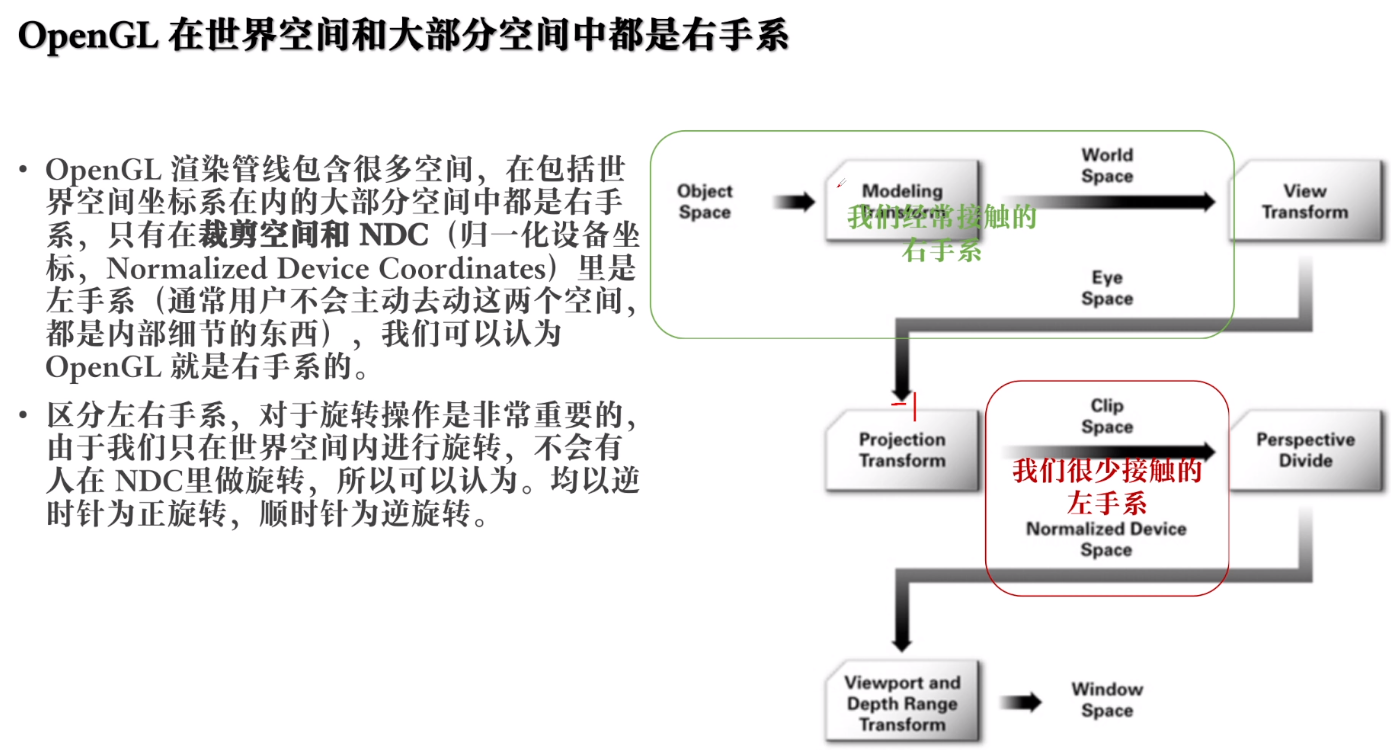 OpenGL 在世界空间和大部分空间中都是右手系
• OpenGL 渲染管线包含很多空间，在包括世
界空间坐标系在内的大部分空间中都是右手
系，只有在裁剪空间和 NDC（归一化设备坐
标，Normalized Device Coordinates）里是
左手系（通常用户不会主动去动这两个空间，
都是内部细节的东西），我们可以认为
OpenGL 就是右手系的。
• 区分左右手系，对于旋转操作是非常重要的，
由于我们只在世界空间内进行旋转，不会有
人在 NDC里做旋转，所以可以认为。均以逆
时针为正旋转，顺时针为逆旋转。
Object
Space
Modeling
Transform
World
Space
View
Transform
我们经常接触的
右手系
Eye
Space
Projection
Transform
Clip
Space
Perspective
Divide
我们很少接触的
左手系
Normalized Device
Space
Viewport and
Depth Range
Transform
Window
Space